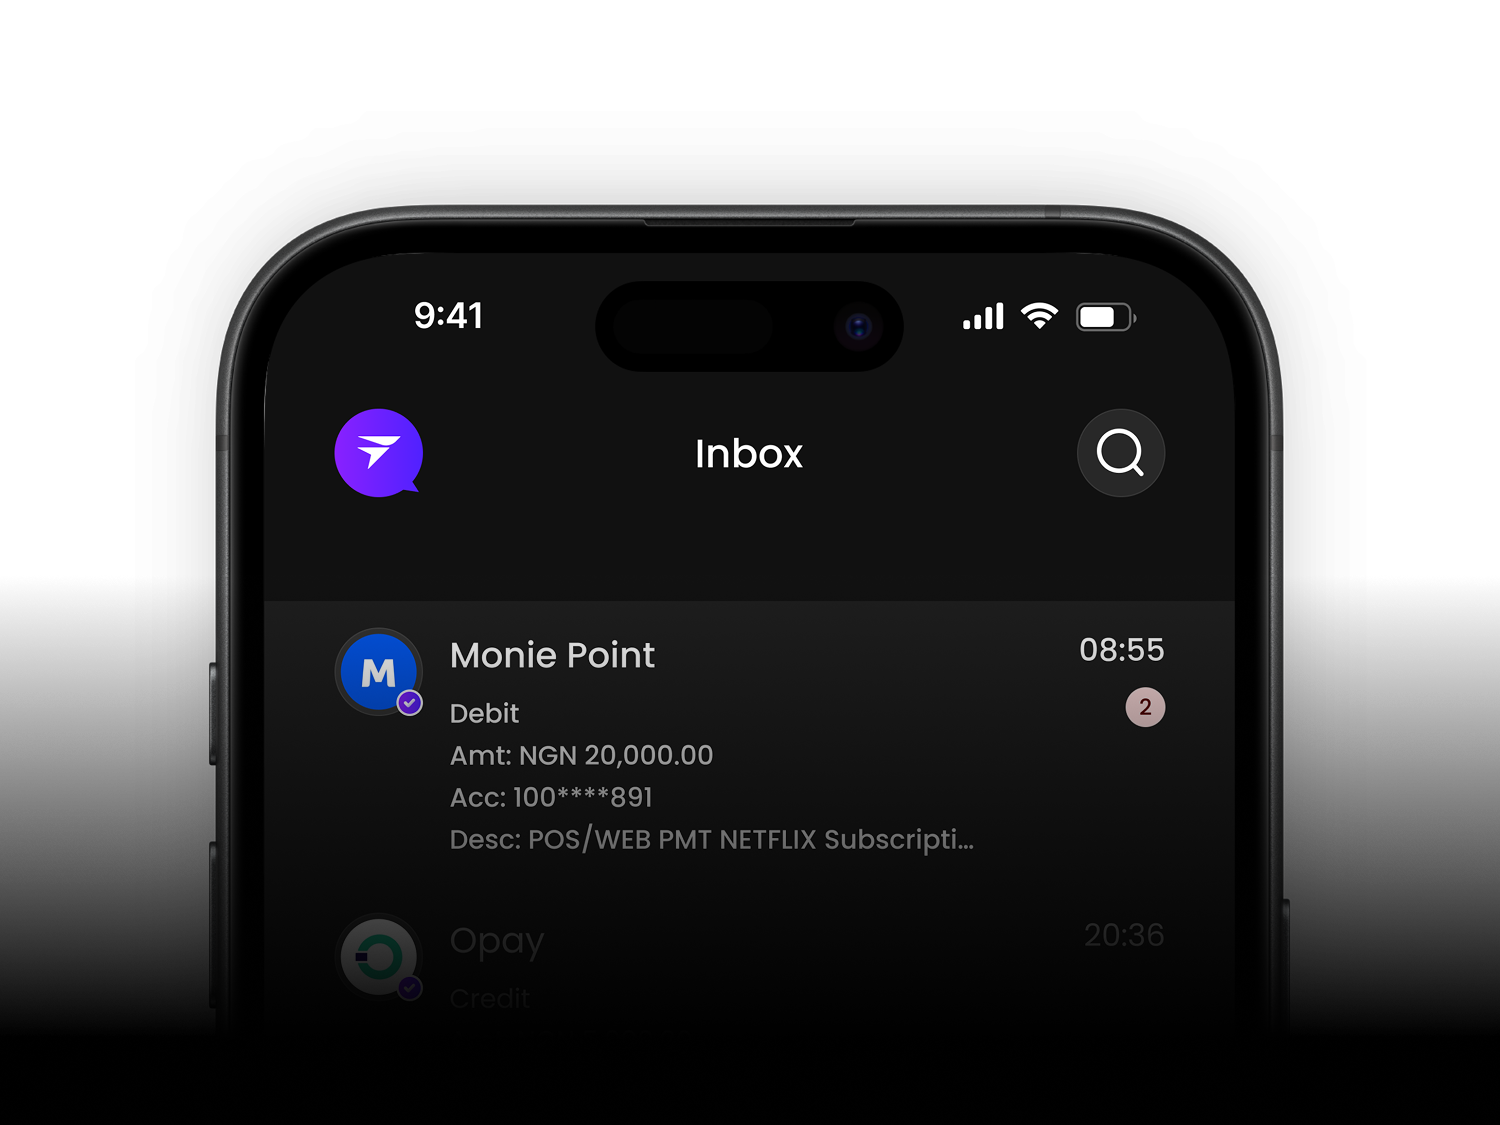 9:41
Inbox
M
Monie Point
08:55
2
Debit
Amt: NGN 20,000.00
Acc: 100****891
Desc: POS/WEB PMT NETFLIX Subscripti...
Opay
20:36
Credit